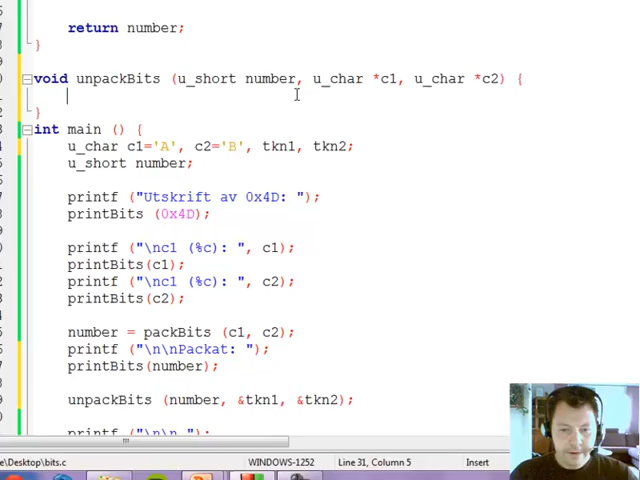 return number;
}
void unpackBits (u_short number, u_char *c1, u_char *c2) {
}
int main () {
u_char c1='A', c2='B', tkn1, tkn2;
u_short number;
printf ("Utskrift av 0x4D: ");
printBits (0x4D);
printf ("\nc1 (%c): ", c1);
printBits(c1);
printf ("\nc1 (%c): ", c2);
printBits(c2);
number = packBits (c1, c2);
printf ("\n\nPackat: ");
printBits(number);
unpackBits (number, &tkn1, &tkn2);
printf ("\n\n ");
e/Desktop\bits.c WINDOWS-1252 Line 31, Column 5 Insert